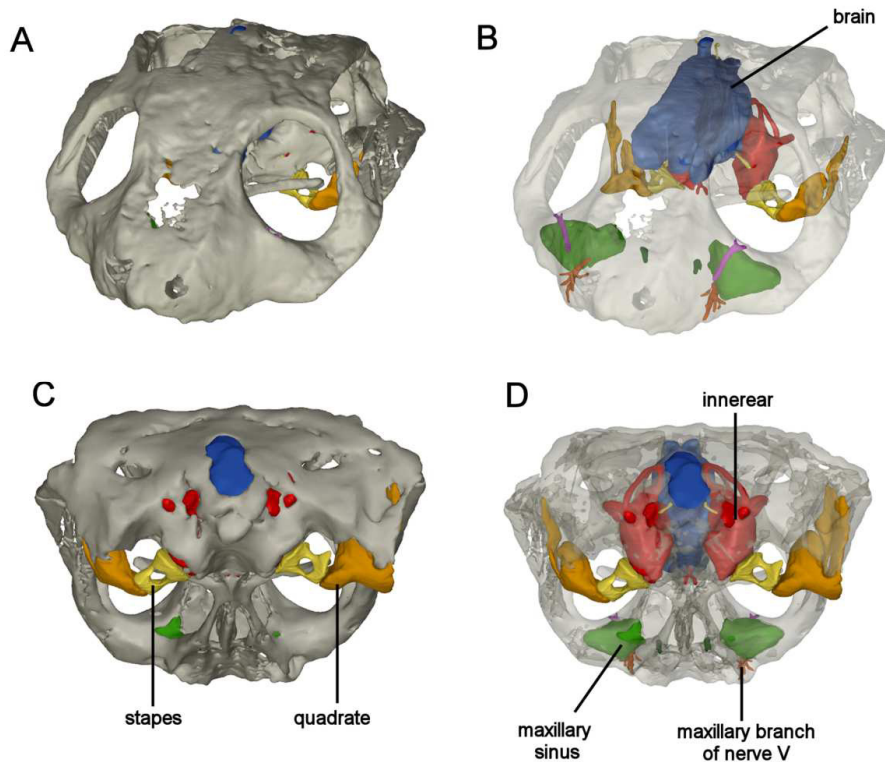 A
B
brain
C
D
innerear
stapes
quadrate
maxillary
sinus
maxillary branch
of nerve V